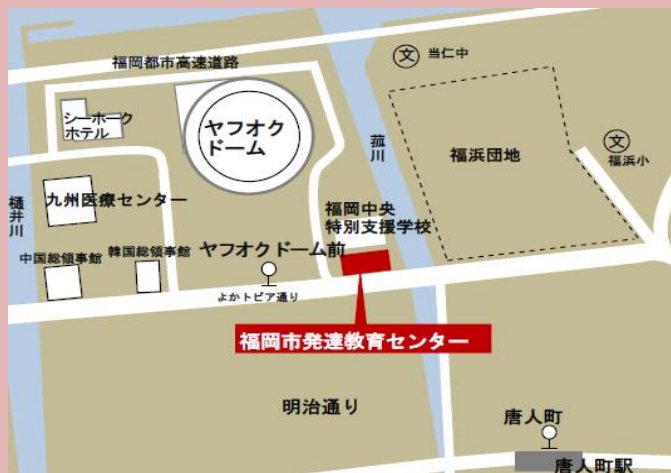 福岡都市高速道路
文
当仁中
シーホーク
ホテル
ヤフオク
ドーム
菰川
福浜団地
文
福浜小
樋井川
九州医療センター
福岡中央
特別支援学校
中国総領事館
韓国総領事館
ヤフオクドーム前
よかトピア通り
福岡市発達教育センター
明治通り
唐人町
唐人町駅